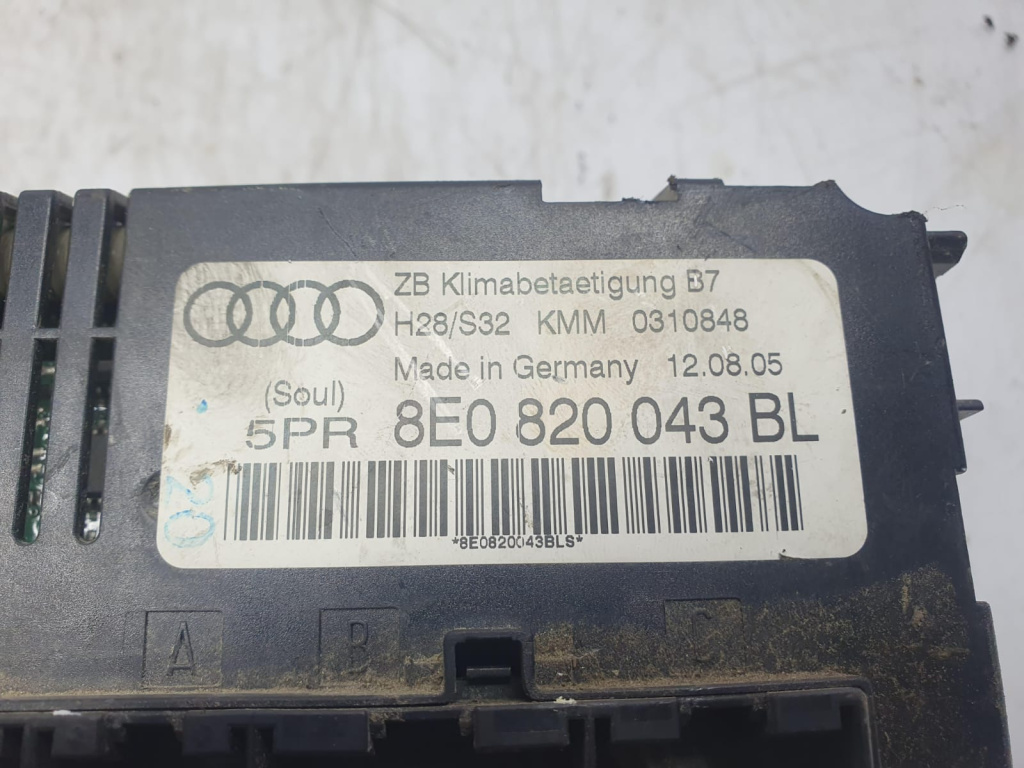 ZB Klimabetaetigung B7
H28/S32 KMM 0310848
Made in Germany 12.08.05
(Soul)
5PR 8E0 820 043 BL
*8E0820043BLS*
20
A B C